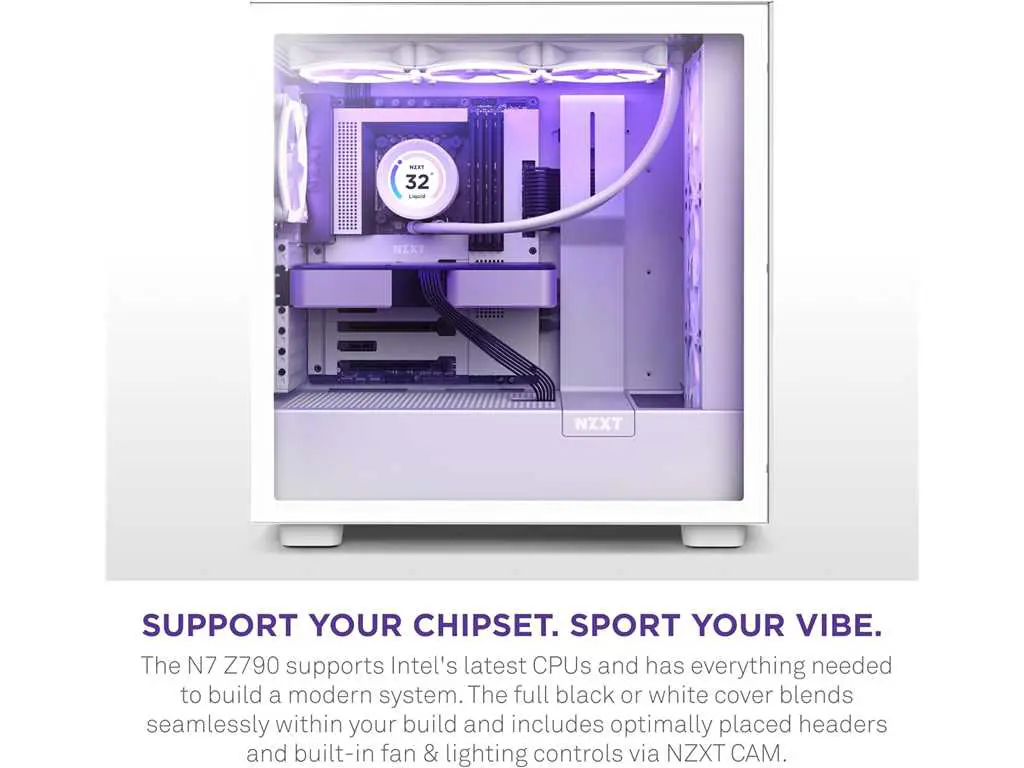 NZXT
32°
Liquid
NZXT
NZXT
SUPPORT YOUR CHIPSET. SPORT YOUR VIBE.
The N7 Z790 supports Intel's latest CPUs and has everything needed
to build a modern system. The full black or white cover blends
seamlessly within your build and includes optimally placed headers
and built-in fan & lighting controls via NZXT CAM.